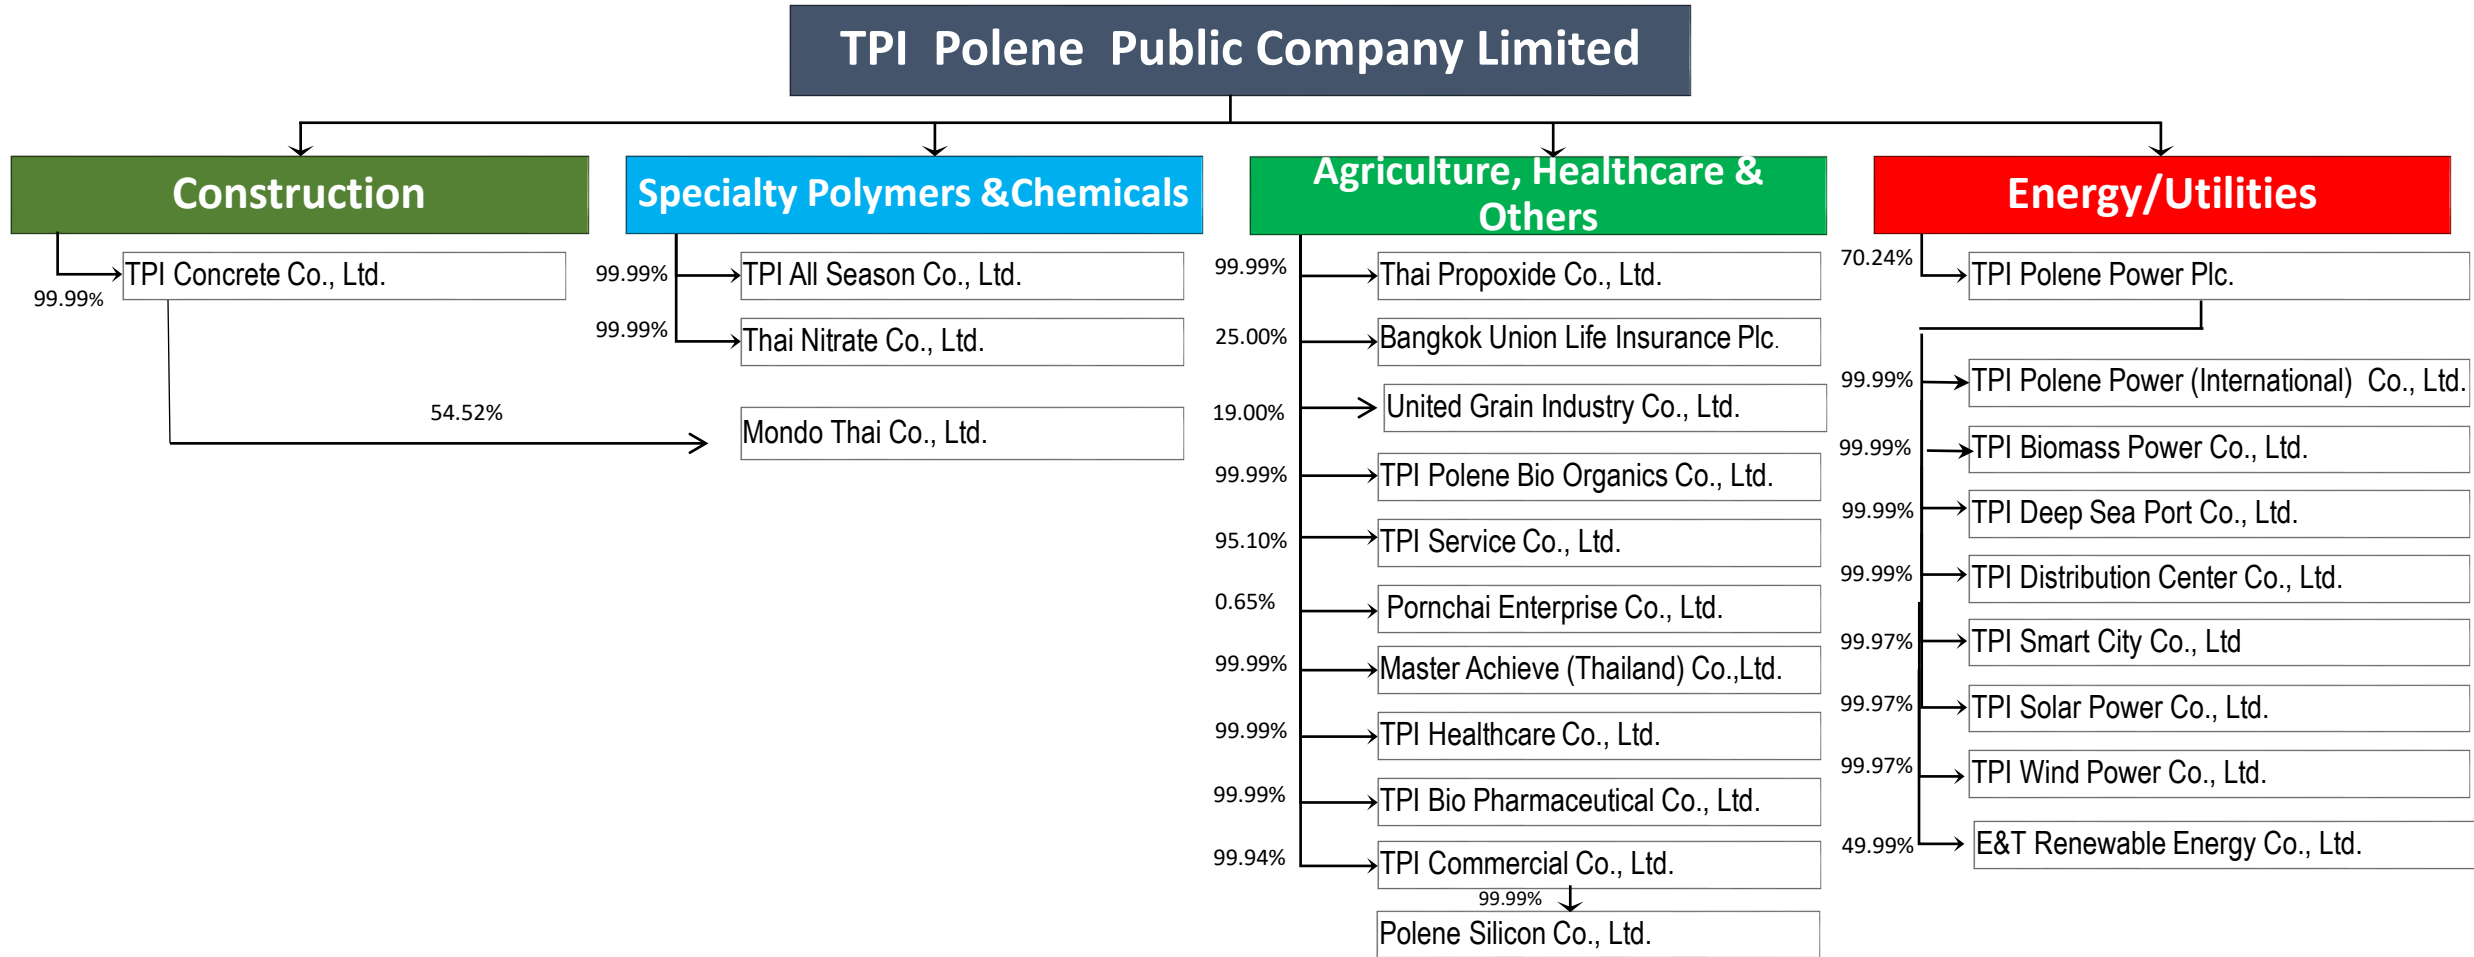 TPI Polene Public Company Limited
Construction
99.99%
TPI Concrete Co., Ltd.
54.52%
Specialty Polymers &Chemicals
99.99%
TPI All Season Co., Ltd.
99.99%
Thai Nitrate Co., Ltd.
Mondo Thai Co., Ltd.
Agriculture, Healthcare &
Others
99.99%
Thai Propoxide Co., Ltd.
25.00%
Bangkok Union Life Insurance Plc.
19.00%
United Grain Industry Co., Ltd.
99.99%
TPI Polene Bio Organics Co., Ltd.
95.10%
TPI Service Co., Ltd.
0.65%
Pornchai Enterprise Co., Ltd.
99.99%
Master Achieve (Thailand) Co.,Ltd.
99.99%
TPI Healthcare Co., Ltd.
99.99%
TPI Bio Pharmaceutical Co., Ltd.
99.94%
TPI Commercial Co., Ltd.
99.99%
Polene Silicon Co., Ltd.
Energy/Utilities
70.24%
TPI Polene Power Plc.
99.99%
TPI Polene Power (International) Co., Ltd.
99.99%
TPI Biomass Power Co., Ltd.
99.99%
TPI Deep Sea Port Co., Ltd.
99.99%
TPI Distribution Center Co., Ltd.
99.97%
TPI Smart City Co., Ltd
99.97%
TPI Solar Power Co., Ltd.
99.97%
TPI Wind Power Co., Ltd.
49.99%
E&T Renewable Energy Co., Ltd.